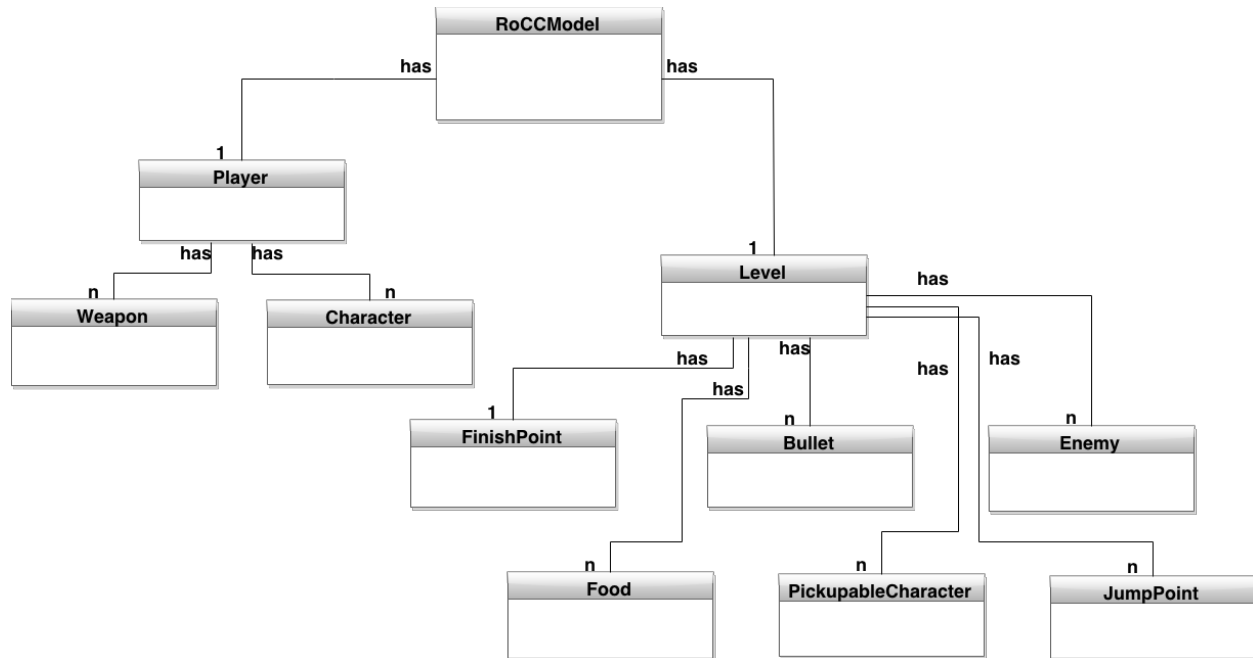 RoCCModel
has
has
1
Player
has
has
1
Level
n
n
Weapon
Character
has
has
has
has
has
has
1
n
n
FinishPoint
Bullet
Enemy
n
n
n
Food
PickupableCharacter
JumpPoint